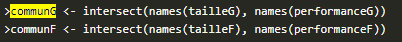 >communG <- intersect(names(tailleG), names(performanceG))
>communF <- intersect(names(tailleF), names(performanceF))